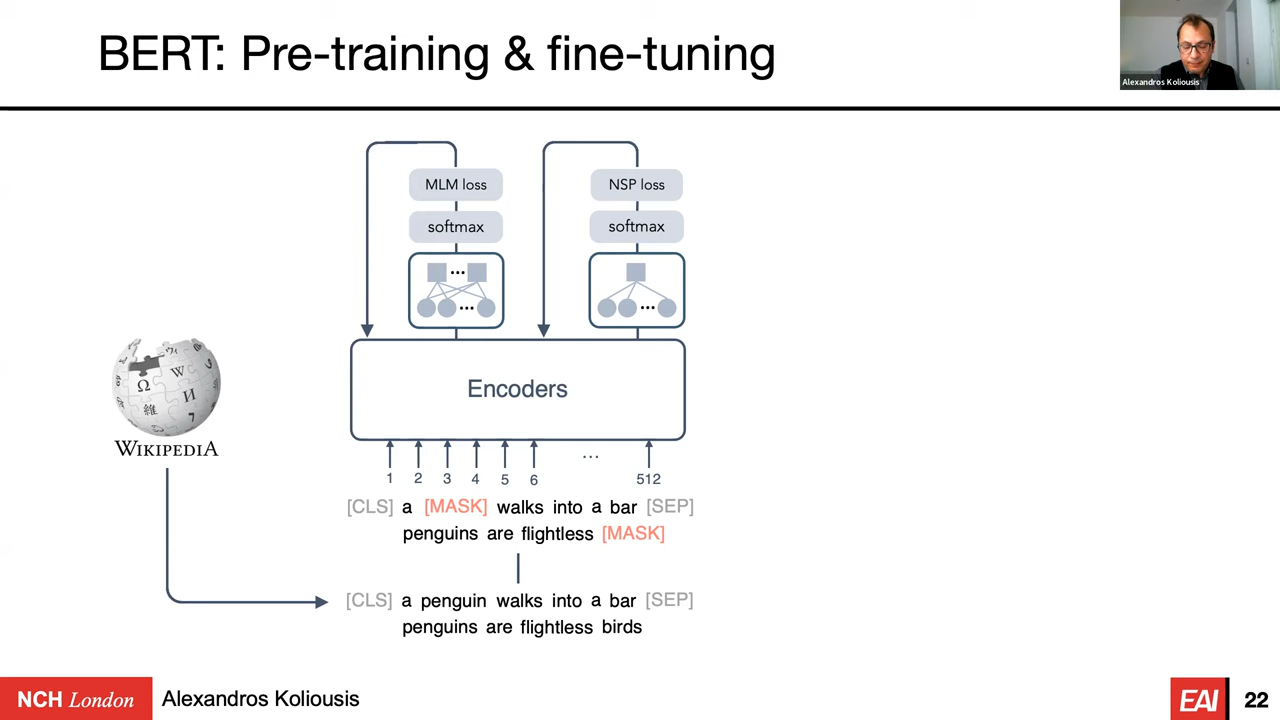 BERT: Pre-training & fine-tuning
Alexandros Koliousis
MLM loss
NSP loss
softmax
softmax
...
...
...
...
Encoders
Ω
W
И
維
WIKIPEDIA
1
2
3
4
5
6
...
512
[CLS] a [MASK] walks into a bar [SEP]
penguins are flightless [MASK]
[CLS] a penguin walks into a bar [SEP]
penguins are flightless birds
NCH London
Alexandros Koliousis
EAI
22